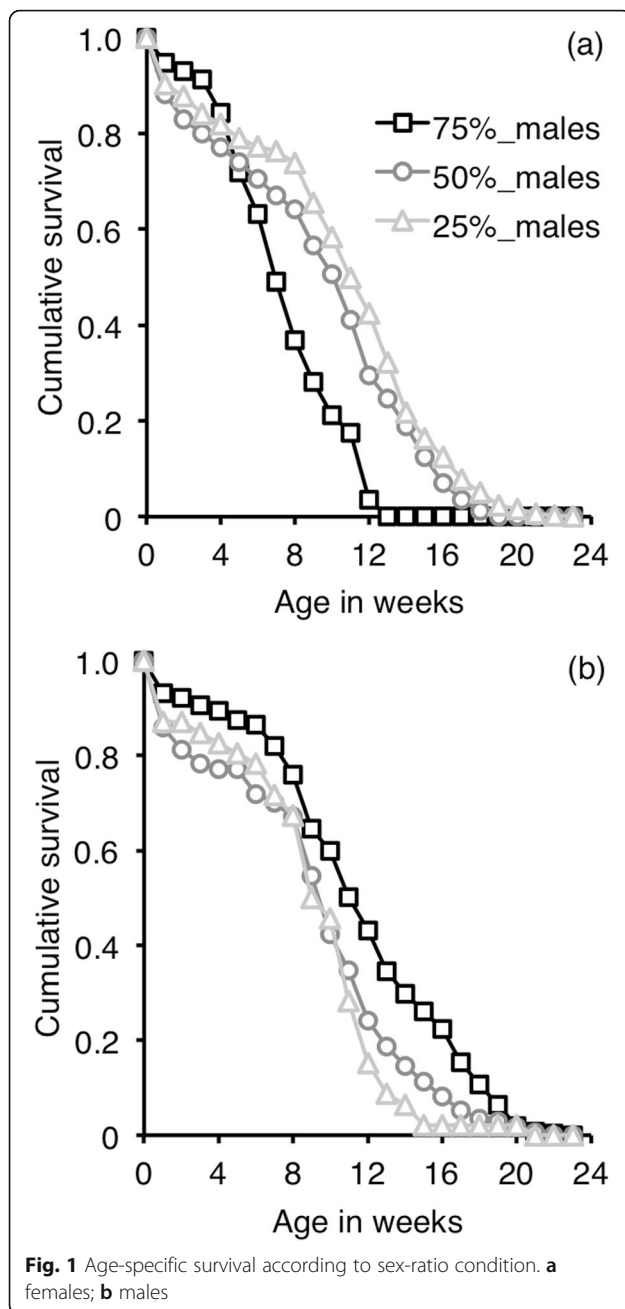 (a)
1.0
0.8
0.6
0.4
0.2
0
Cumulative survival
75%_males
50%_males
25%_males
0 4 8 12 16 20 24
Age in weeks
(b)
1.0
0.8
0.6
0.4
0.2
0
Cumulative survival
0 4 8 12 16 20 24
Age in weeks
Fig. 1 Age-specific survival according to sex-ratio condition. a
females; b males